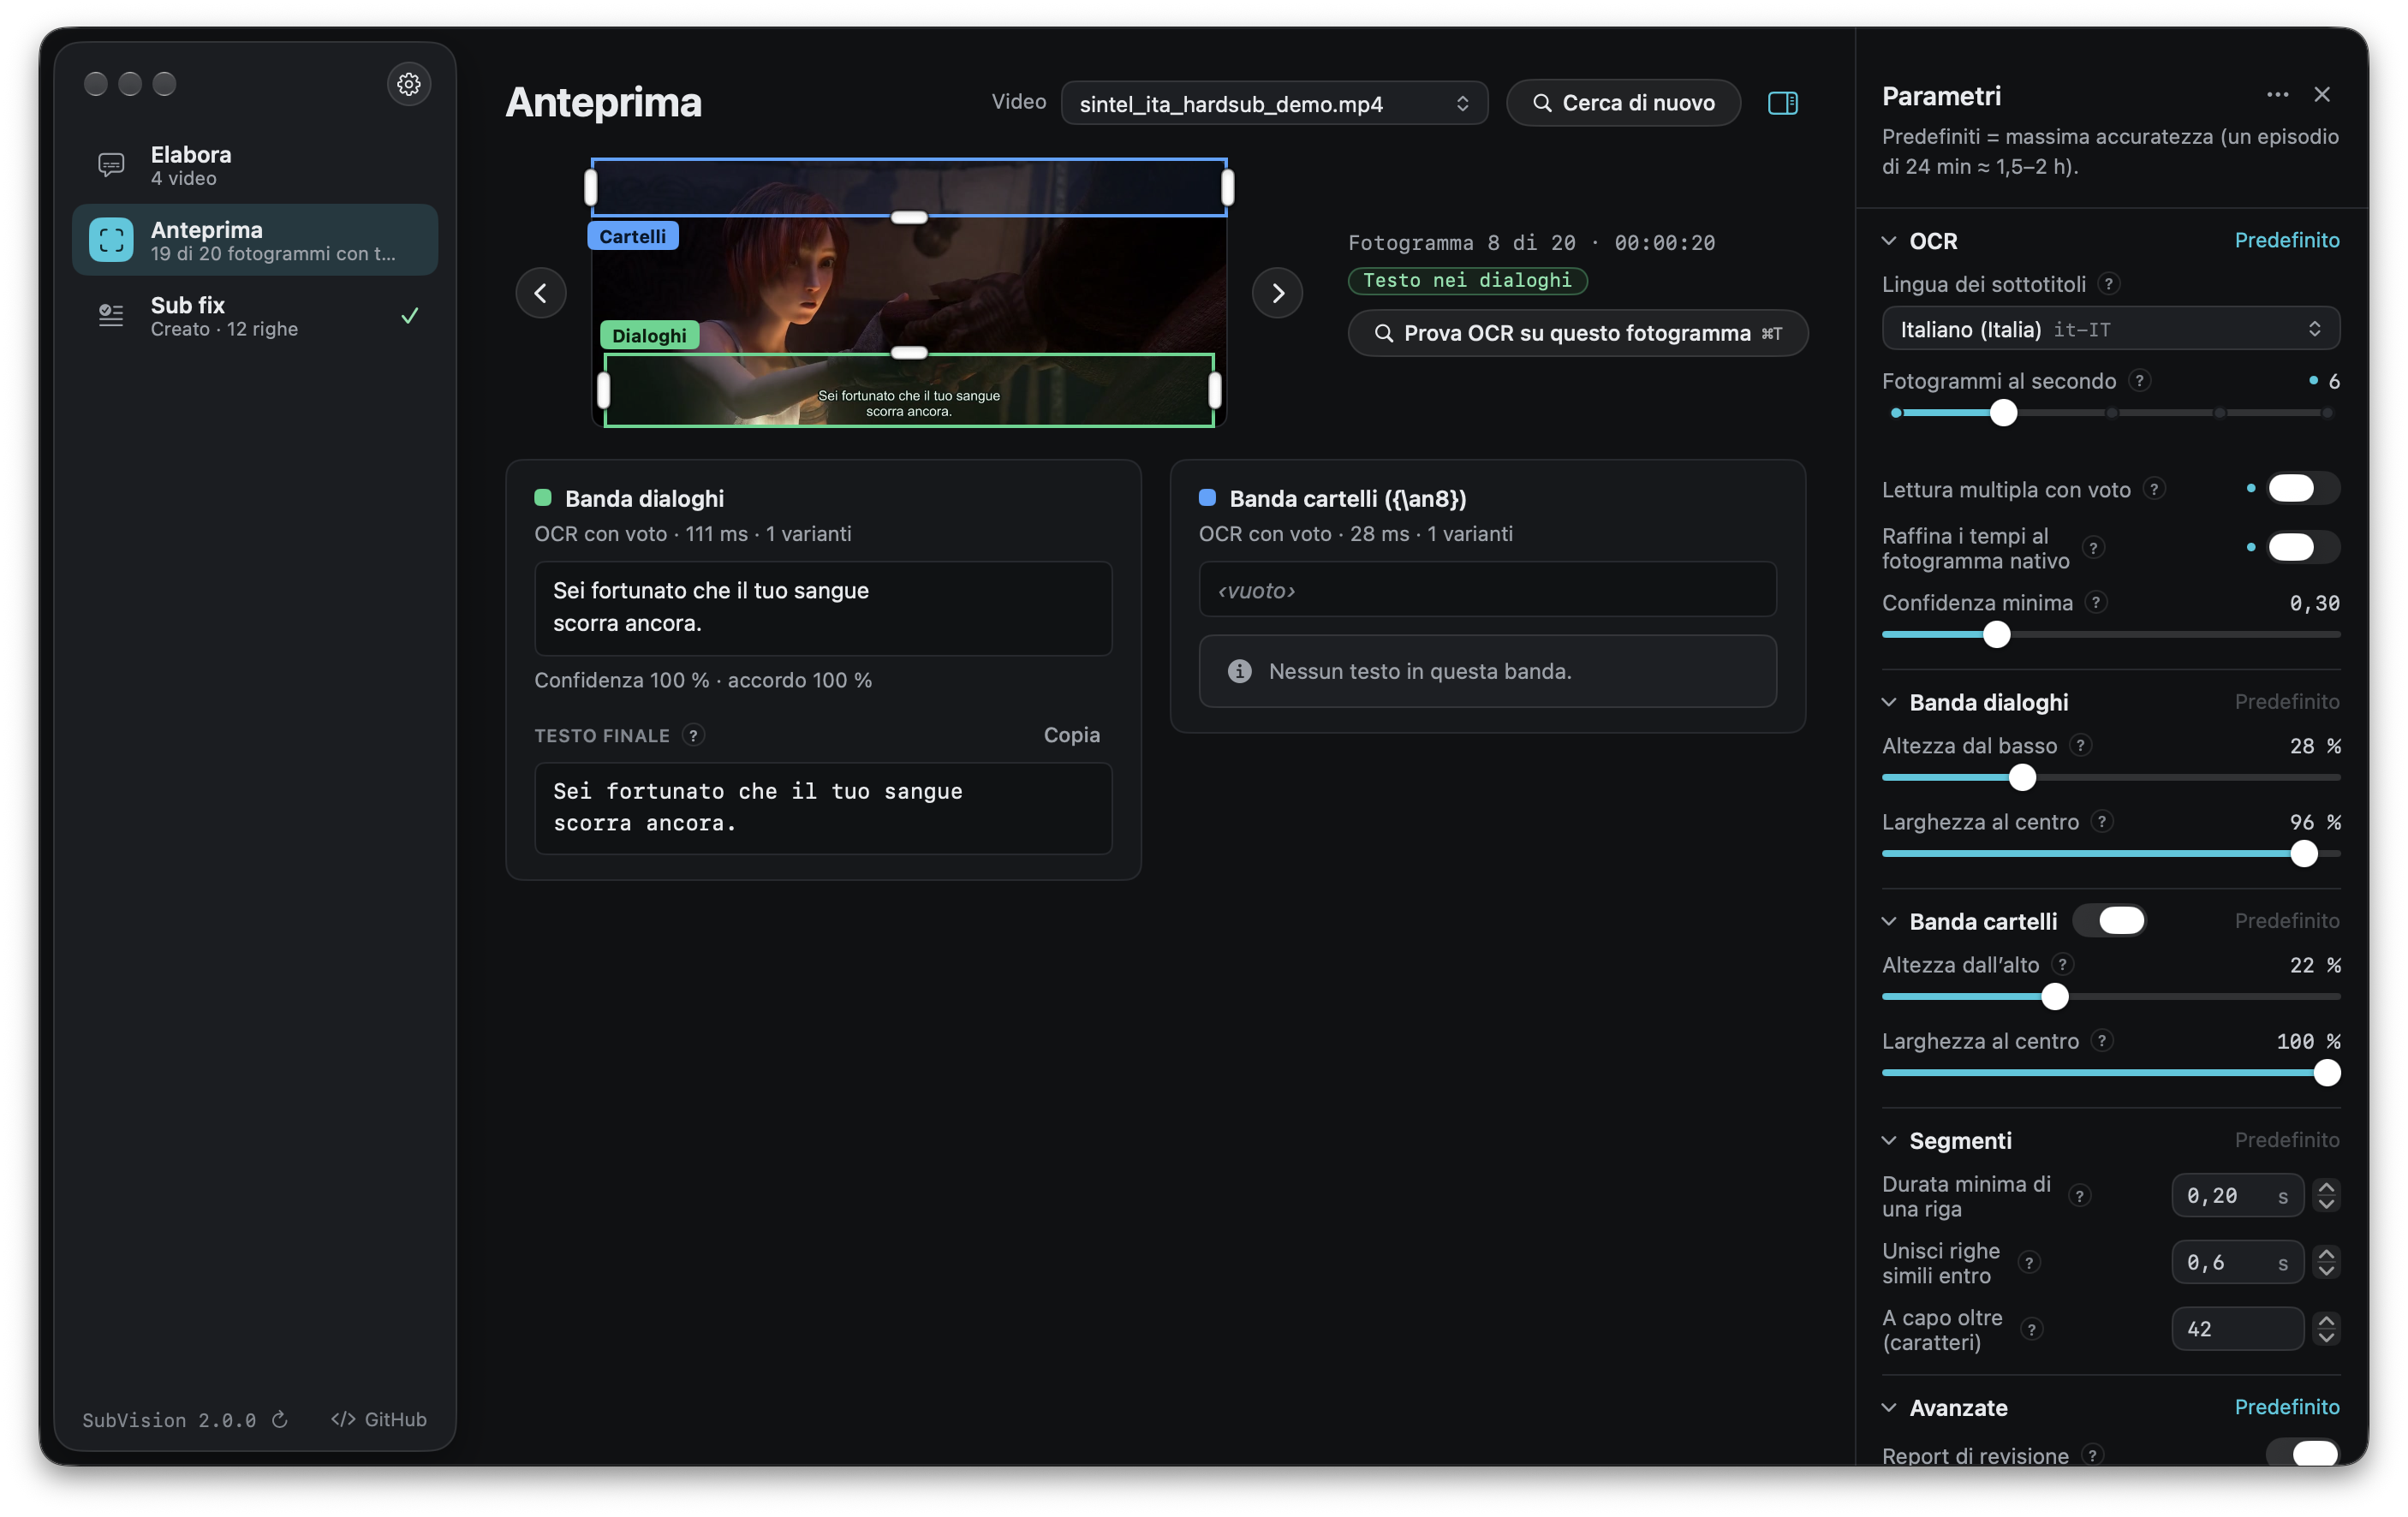 Elabora
4 video
Anteprima
19 di 20 fotogrammi con t...
Sub fix
Creato · 12 righe
SubVision 2.0.0
</> GitHub
Anteprima
Video
sintel_ita_hardsub_demo.mp4
Cerca di nuovo
Cartelli
Dialoghi
Sei fortunato che il tuo sangue
scorra ancora.
Fotogramma 8 di 20 · 00:00:20
Testo nei dialoghi
Prova OCR su questo fotogramma ⌘T
Banda dialoghi
OCR con voto · 111 ms · 1 varianti
Sei fortunato che il tuo sangue
scorra ancora.
Confidenza 100 % · accordo 100 %
TESTO FINALE ?
Copia
Sei fortunato che il tuo sangue
scorra ancora.
Banda cartelli ({\an8})
OCR con voto · 28 ms · 1 varianti
‹vuoto›
Nessun testo in questa banda.
Parametri
Predefiniti = massima accuratezza (un episodio
di 24 min ≈ 1,5–2 h).
OCR
Predefinito
Lingua dei sottotitoli ?
Italiano (Italia) it-IT
Fotogrammi al secondo ?
6
Lettura multipla con voto ?
Raffina i tempi al
fotogramma nativo ?
Confidenza minima ?
0,30
Banda dialoghi
Predefinito
Altezza dal basso ?
28 %
Larghezza al centro ?
96 %
Banda cartelli
Predefinito
Altezza dall’alto ?
22 %
Larghezza al centro ?
100 %
Segmenti
Predefinito
Durata minima di
una riga ?
0,20 s
Unisci righe
simili entro ?
0,6 s
A capo oltre
(caratteri) ?
42
Avanzate
Predefinito
Report di revisione ?